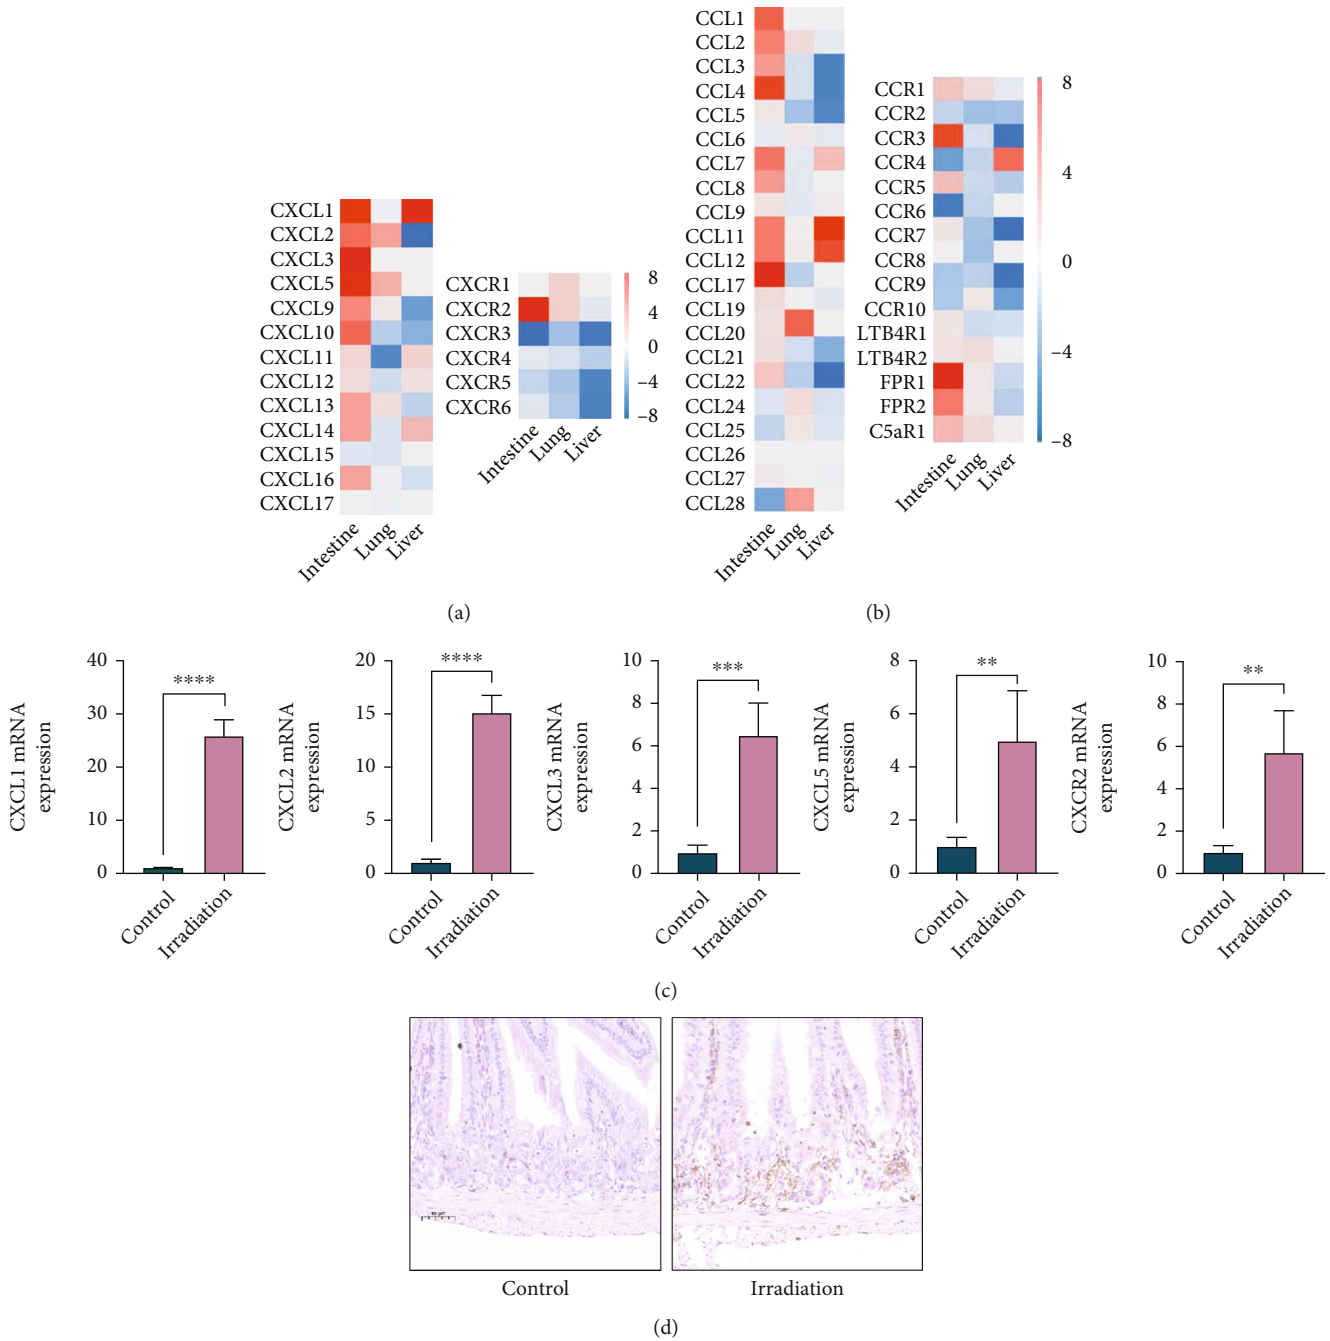 CXCL1
CXCL2
CXCL3
CXCL5
CXCL9
CXCL10
CXCL11
CXCL12
CXCL13
CXCL14
CXCL15
CXCL16
CXCL17
Intestine
Lung
Liver
CXCR1
CXCR2
CXCR3
CXCR4
CXCR5
CXCR6
Intestine
Lung
Liver
8
4
0
−4
−8
(a)
CCL1
CCL2
CCL3
CCL4
CCL5
CCL6
CCL7
CCL8
CCL9
CCL11
CCL12
CCL17
CCL19
CCL20
CCL21
CCL22
CCL24
CCL25
CCL26
CCL27
CCL28
Intestine
Lung
Liver
CCR1
CCR2
CCR3
CCR4
CCR5
CCR6
CCR7
CCR8
CCR9
CCR10
LTB4R1
LTB4R2
FPR1
FPR2
C5aR1
Intestine
Lung
Liver
8
4
0
−4
−8
(b)
CXCL1 mRNA
expression
40
30
20
10
0
****
Control
Irradiation
CXCL2 mRNA
expression
20
15
10
5
0
****
Control
Irradiation
CXCL3 mRNA
expression
10
8
6
4
2
0
***
Control
Irradiation
CXCL5 mRNA
expression
8
6
4
2
0
**
Control
Irradiation
CXCR2 mRNA
expression
10
8
6
4
2
0
**
Control
Irradiation
(c)
Control
Irradiation
(d)